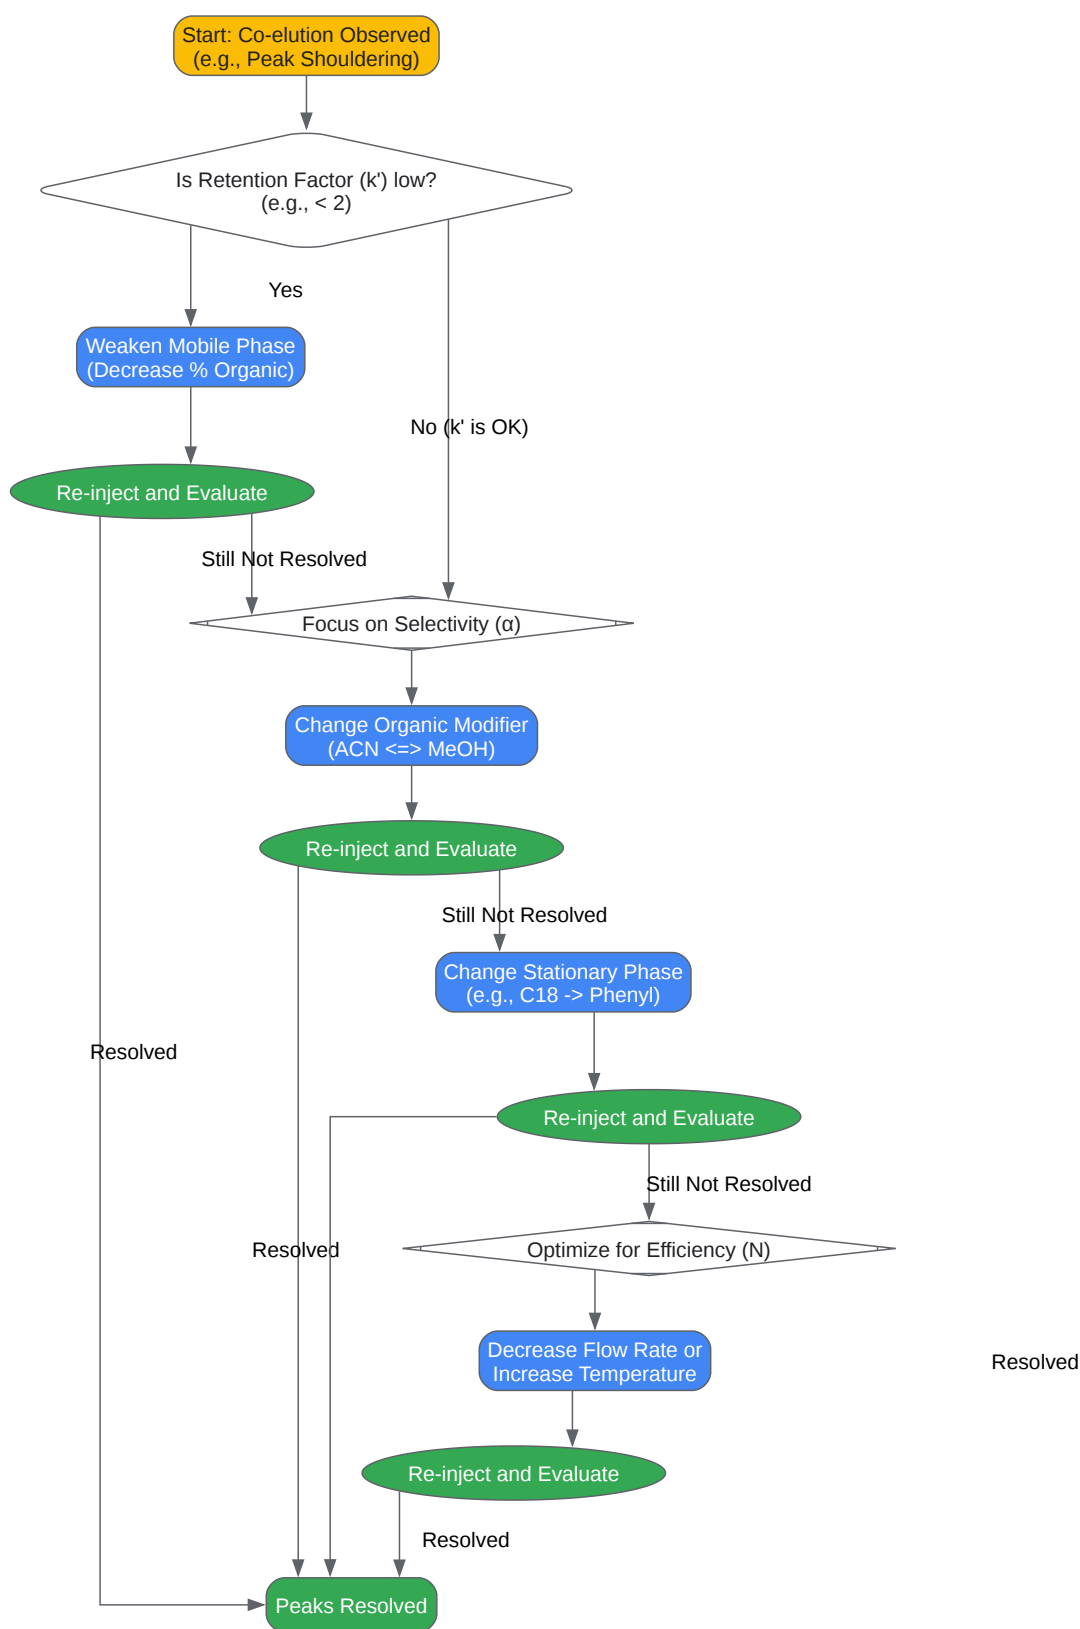 Start: Co-elution Observed
(e.g., Peak Shouldering)
Is Retention Factor (k') low?
(e.g., < 2)
Yes
Weaken Mobile Phase
(Decrease % Organic)
No (k' is OK)
Re-inject and Evaluate
Still Not Resolved
Focus on Selectivity (α)
Change Organic Modifier
(ACN <=> MeOH)
Re-inject and Evaluate
Still Not Resolved
Change Stationary Phase
(e.g., C18 -> Phenyl)
Resolved
Re-inject and Evaluate
Still Not Resolved
Resolved
Optimize for Efficiency (N)
Decrease Flow Rate or
Increase Temperature
Resolved
Re-inject and Evaluate
Resolved
Peaks Resolved